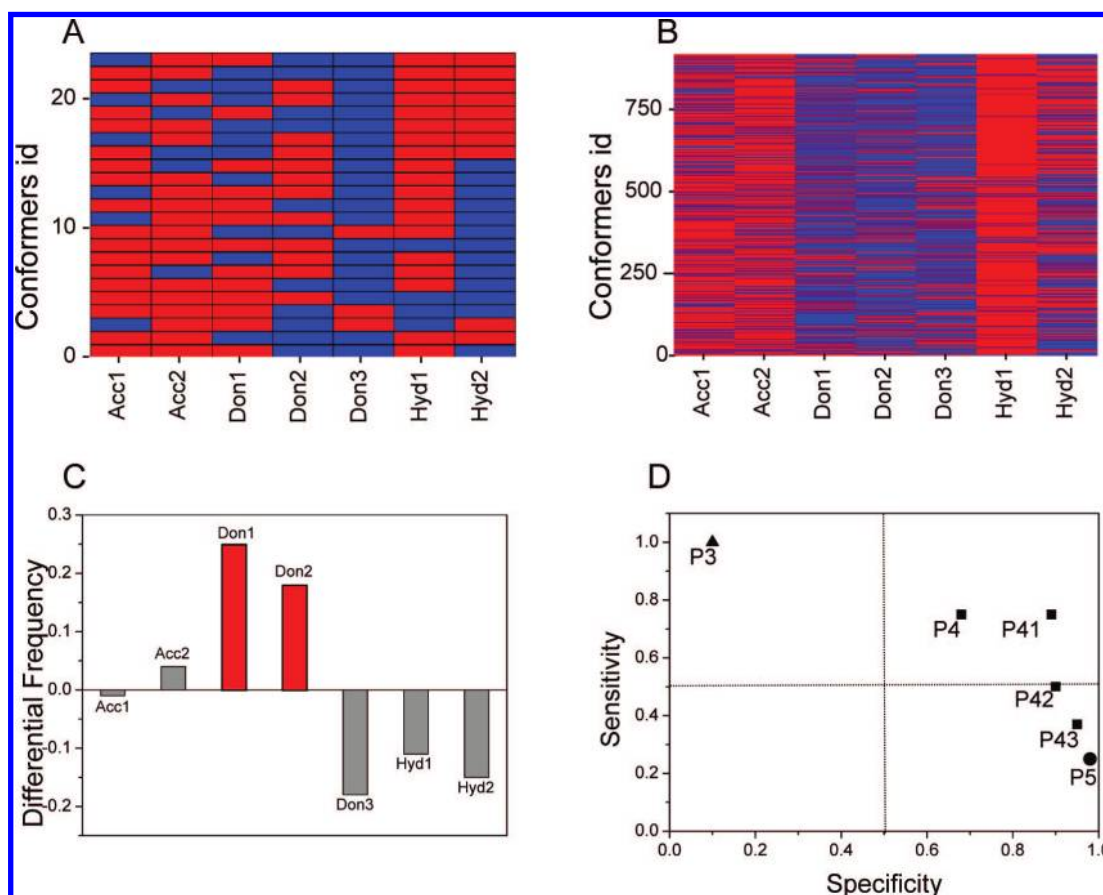 A
Conformers id
20
10
0
Acc1 Acc2 Don1 Don2 Don3 Hyd1 Hyd2
B
Conformers id
750
500
250
0
Acc1 Acc2 Don1 Don2 Don3 Hyd1 Hyd2
C
Differential Frequency
0.3
0.2
0.1
0.0
-0.1
-0.2
Acc1
Acc2
Don1
Don2
Don3
Hyd1
Hyd2
D
Sensitivity
1.0
0.8
0.6
0.4
0.2
0.0
P3
P4
P41
P42
P43
P5
0.0 0.2 0.4 0.6 0.8 1.0
Specificity